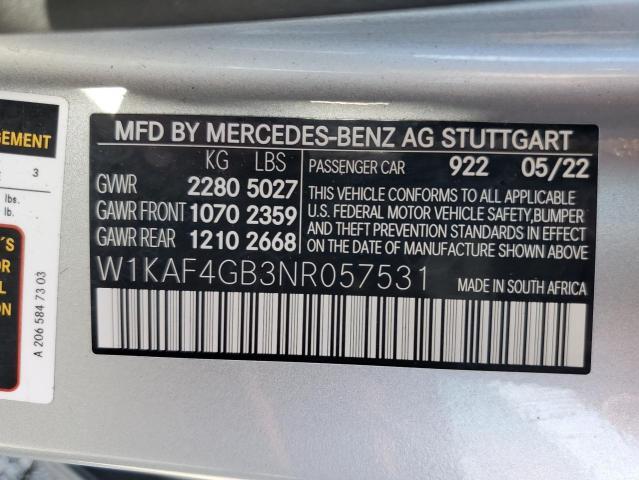 MFD BY MERCEDES-BENZ AG STUTTGART
KG LBS
GVWR 2280 5027
GAWR FRONT 1070 2359
GAWR REAR 1210 2668
PASSENGER CAR 922 05/22
THIS VEHICLE CONFORMS TO ALL APPLICABLE
U.S. FEDERAL MOTOR VEHICLE SAFETY,BUMPER
AND THEFT PREVENTION STANDARDS IN EFFECT
ON THE DATE OF MANUFACTURE SHOWN ABOVE
W1KAF4GB3NR057531
MADE IN SOUTH AFRICA
3
lbs.
lb.
A 206 584 73 03